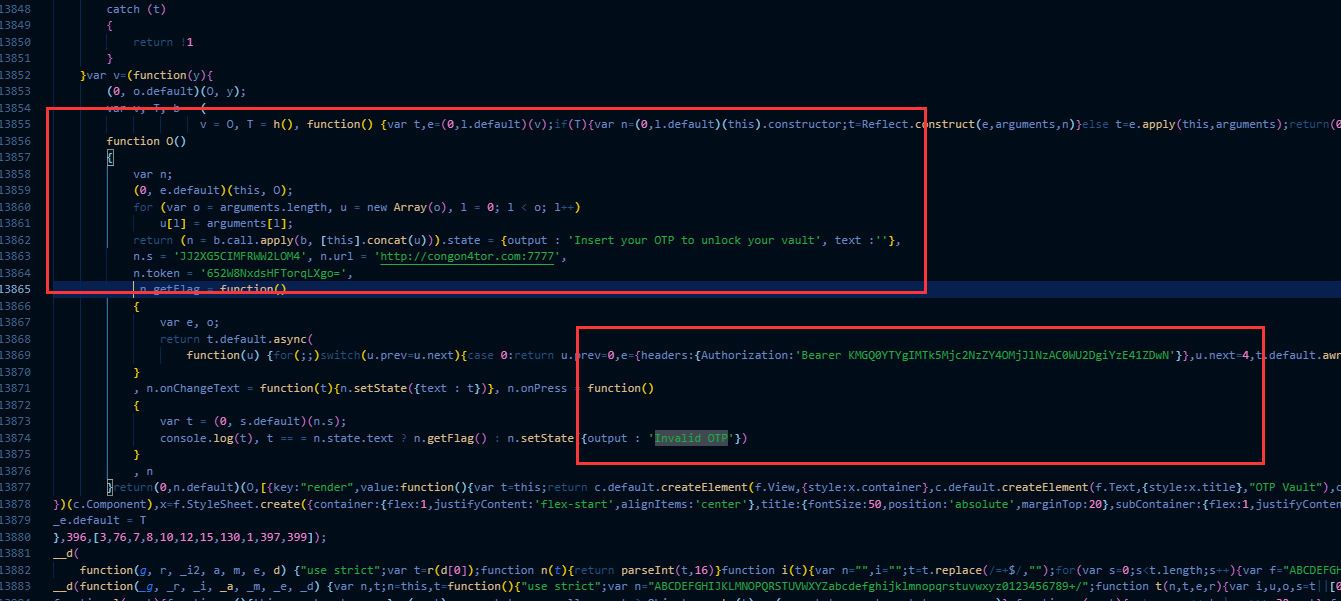 13848 catch (t)
13849 {
13850 return !1
13851 }
13852 }var v=(function(y){
13853 (0, o.default)(O, y);
13854 var v, T, b = (
13855 v = O, T = h(), function() {var t,e=(0,l.default)(v);if(T){var n=(0,l.default)(this).constructor;t=Reflect.construct(e,arguments,n)}else t=e.apply(this,arguments);return(0
13856 function O()
13857 {
13858 var n;
13859 (0, e.default)(this, O);
13860 for (var o = arguments.length, u = new Array(o), l = 0; l < o; l++)
13861 u[l] = arguments[l];
13862 return (n = b.call.apply(b, [this].concat(u))).state = {output : 'Insert your OTP to unlock your vault', text :''},
13863 n.s = 'JJ2XG5CIMFRWW2LOM4', n.url = 'http://congon4tor.com:7777',
13864 n.token = '652W8NxdsHFTorqLXgo=',
13865 n.getFlag = function()
13866 {
13867 var e, o;
13868 return t.default.async(
13869 function(u) {for(;;)switch(u.prev=u.next){case 0:return u.prev=0,e={headers:{Authorization:'Bearer KMGQ0YTYgIMTk5Mjc2NzZY4OMjJlNzAC0WU2DgiYzE41ZDwN'}},u.next=4,t.default.awr
13870 }
13871 , n.onChangeText = function(t){n.setState({text : t})}, n.onPress = function()
13872 {
13873 var t = (0, s.default)(n.s);
13874 console.log(t), t == = n.state.text ? n.getFlag() : n.setState({output : 'Invalid OTP'})
13875 }
13876 , n
13877 }return(0,n.default)(O,[{key:"render",value:function(){var t=this;return c.default.createElement(f.View,{style:x.container},c.default.createElement(f.Text,{style:x.title},"OTP Vault"),c
13878 })(c.Component),x=f.StyleSheet.create({container:{flex:1,justifyContent:'flex-start',alignItems:'center'},title:{fontSize:50,position:'absolute',marginTop:20},subContainer:{flex:1,justifyConten
13879 _e.default = T
13880 },396,[3,76,7,8,10,12,15,130,1,397,399]);
13881 __d(
13882 function(g, r, _i2, a, m, e, d) {"use strict";var t=r(d[0]);function n(t){return parseInt(t,16)}function i(t){var n="",i="";t=t.replace(/=+$/,"");for(var s=0;s<t.length;s++){var f="ABCDEFGH
13883 __d(function(_g, _r, _i, _a, _m, _e, _d) {var n,t;n=this,t=function(){"use strict";var n="ABCDEFGHIJKLMNOPQRSTUVWXYZabcdefghijklmnopqrstuvwxyz0123456789+/";function t(n,t,e,r){var i,u,o,s=t||[0